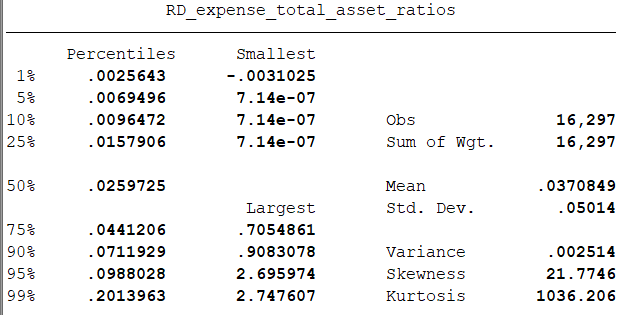 RD_expense_total_asset_ratios
Percentiles Smallest
1% .0025643 -.0031025
5% .0069496 7.14e-07
10% .0096472 7.14e-07 Obs 16,297
25% .0157906 7.14e-07 Sum of Wgt. 16,297
50% .0259725 Mean .0370849
Largest Std. Dev. .05014
75% .0441206 .7054861
90% .0711929 .9083078 Variance .002514
95% .0988028 2.695974 Skewness 21.7746
99% .2013963 2.747607 Kurtosis 1036.206